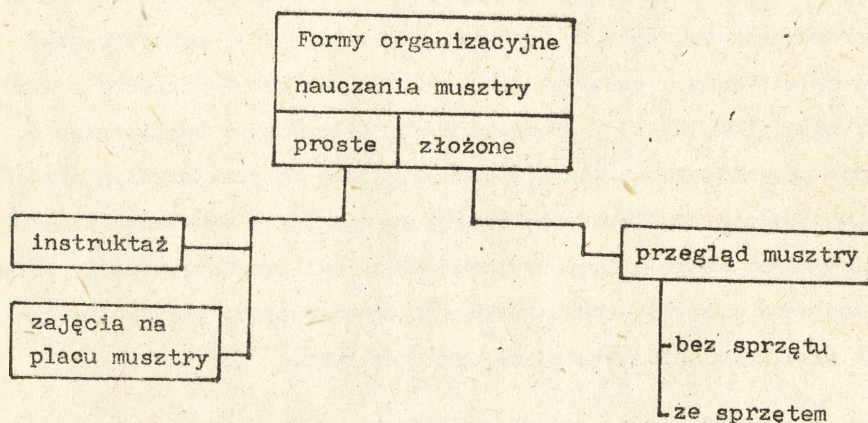 Formy organizacyjne
nauczania musztry
proste złożone
instruktaż
zajęcia na
placu musztry
przegląd musztry
bez sprzętu
ze sprzętem